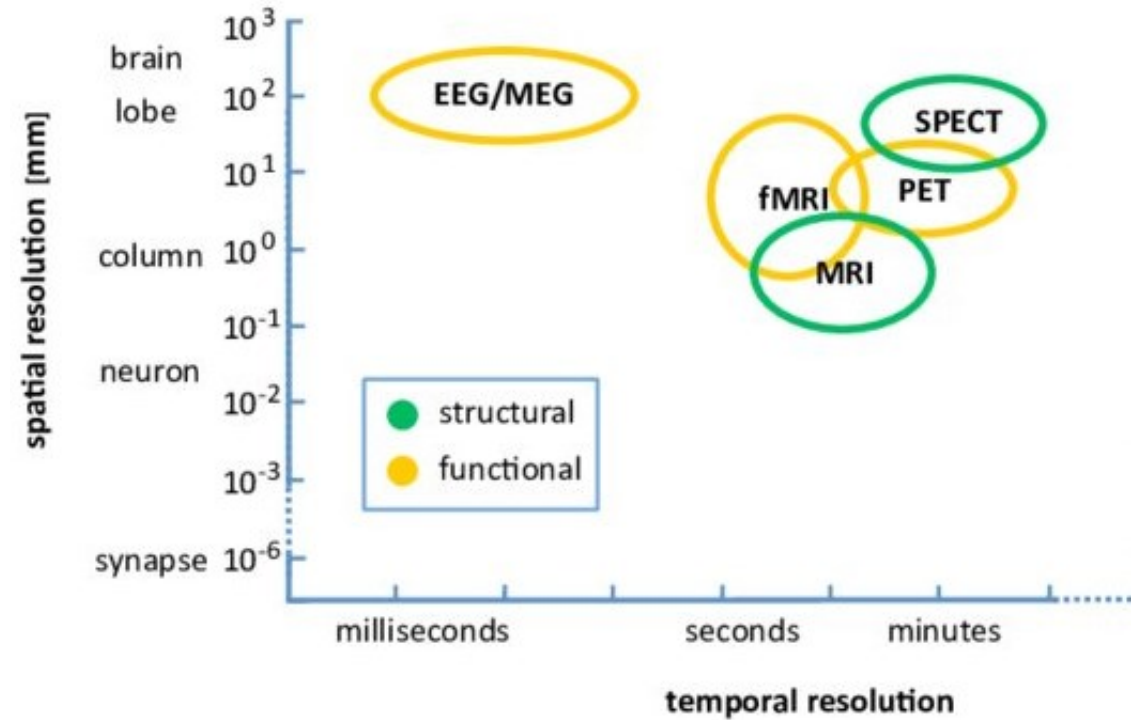 10³
brain
EEG/MEG
10²
lobe
SPECT
10¹
PET
fMRI
column
10⁰
MRI
10⁻¹
neuron
10⁻²
structural
functional
10⁻³
synapse
10⁻⁶
spatial resolution [mm]
milliseconds
seconds
minutes
temporal resolution